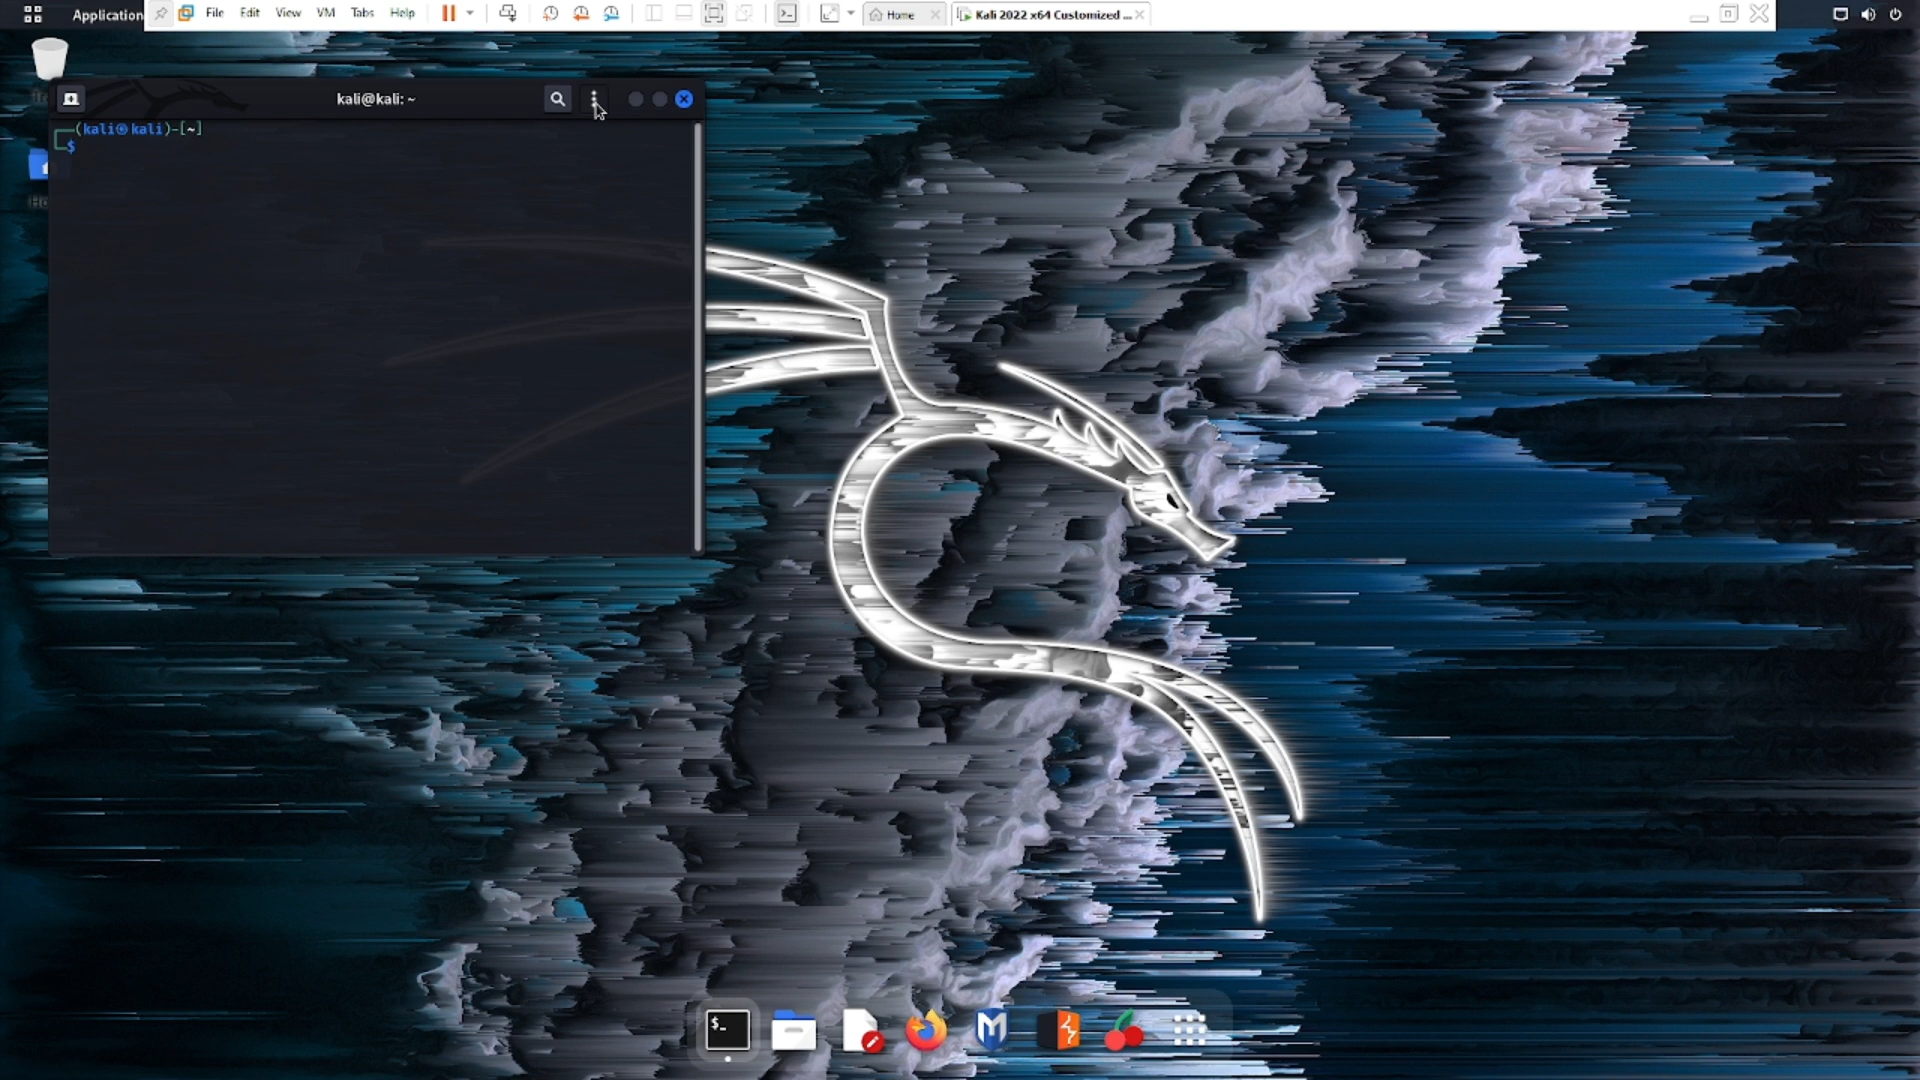 Application
File Edit View VM Tabs Help
Home
Kali 2022 x64 Customized ...
kali@kali: ~
(kali㉿kali)-[~]
$
$_